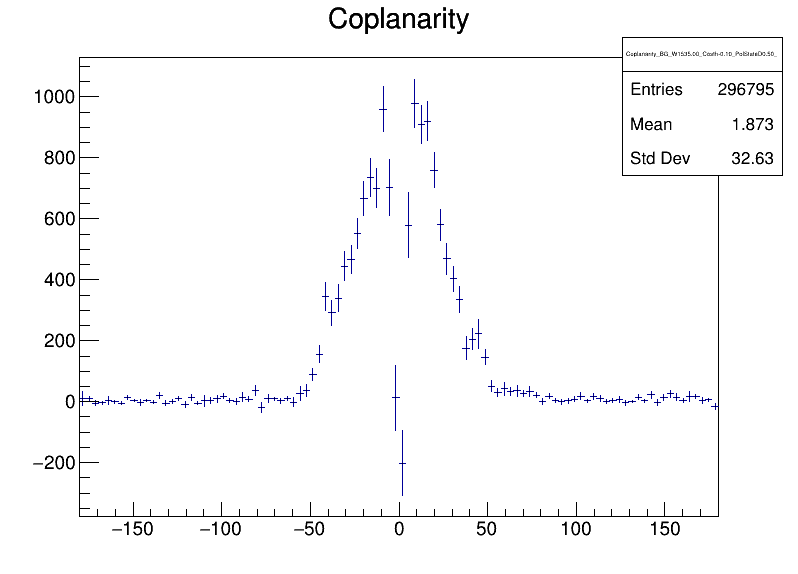 Coplanarity
Coplanarity_BG_W1535.00_Costh-0.10_PolStateD0.50_
Entries 296795
Mean 1.873
Std Dev 32.63
1000
800
600
400
200
0
−200
−150 −100 −50 0 50 100 150